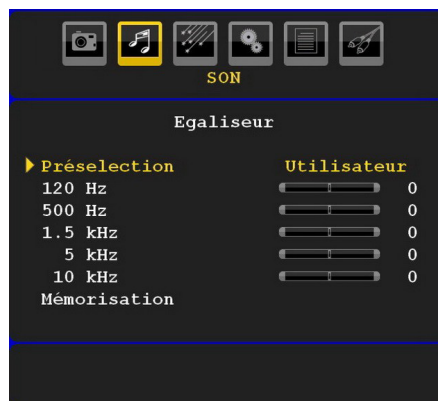 SON
Egaliseur
Préselection Utilisateur
120 Hz 0
500 Hz 0
1.5 kHz 0
5 kHz 0
10 kHz 0
Mémorisation